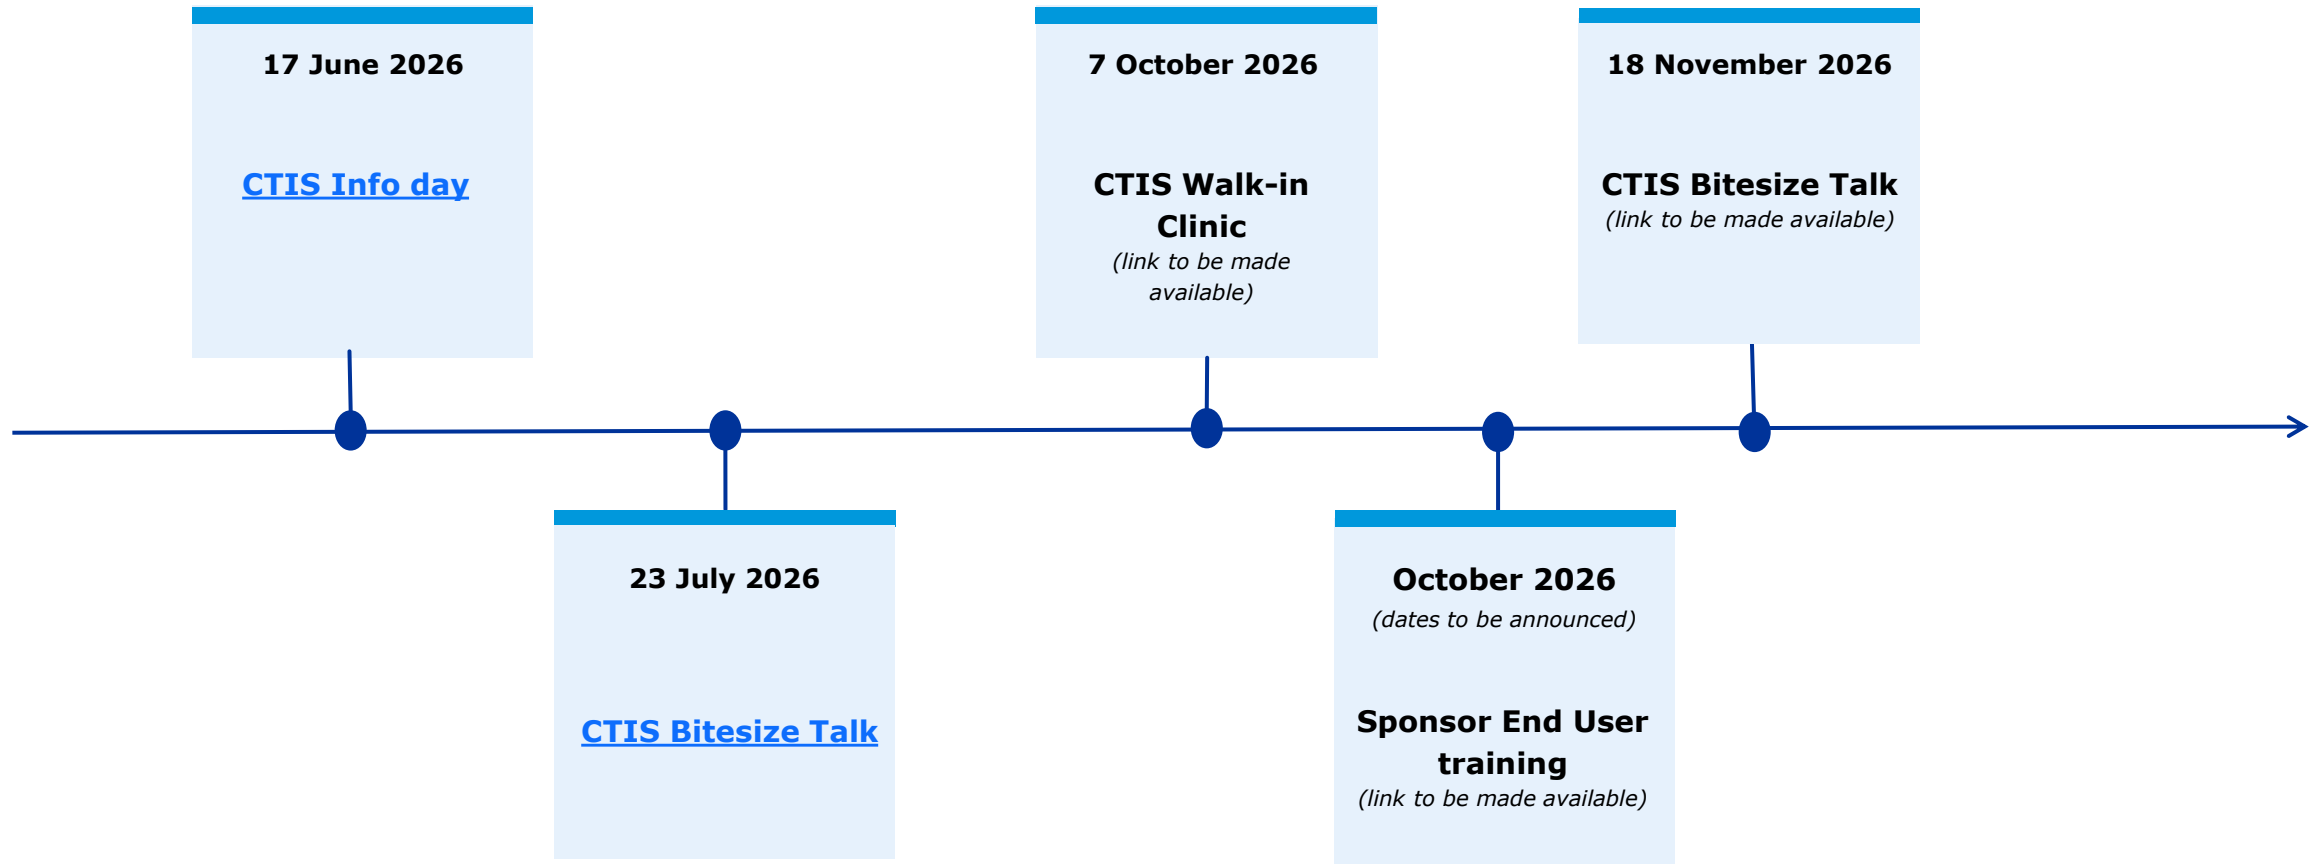 17 June 2026
CTIS Info day
23 July 2026
CTIS Bitesize Talk
7 October 2026
CTIS Walk-in
Clinic
(link to be made
available)
October 2026
(dates to be announced)
Sponsor End User
training
(link to be made available)
18 November 2026
CTIS Bitesize Talk
(link to be made available)